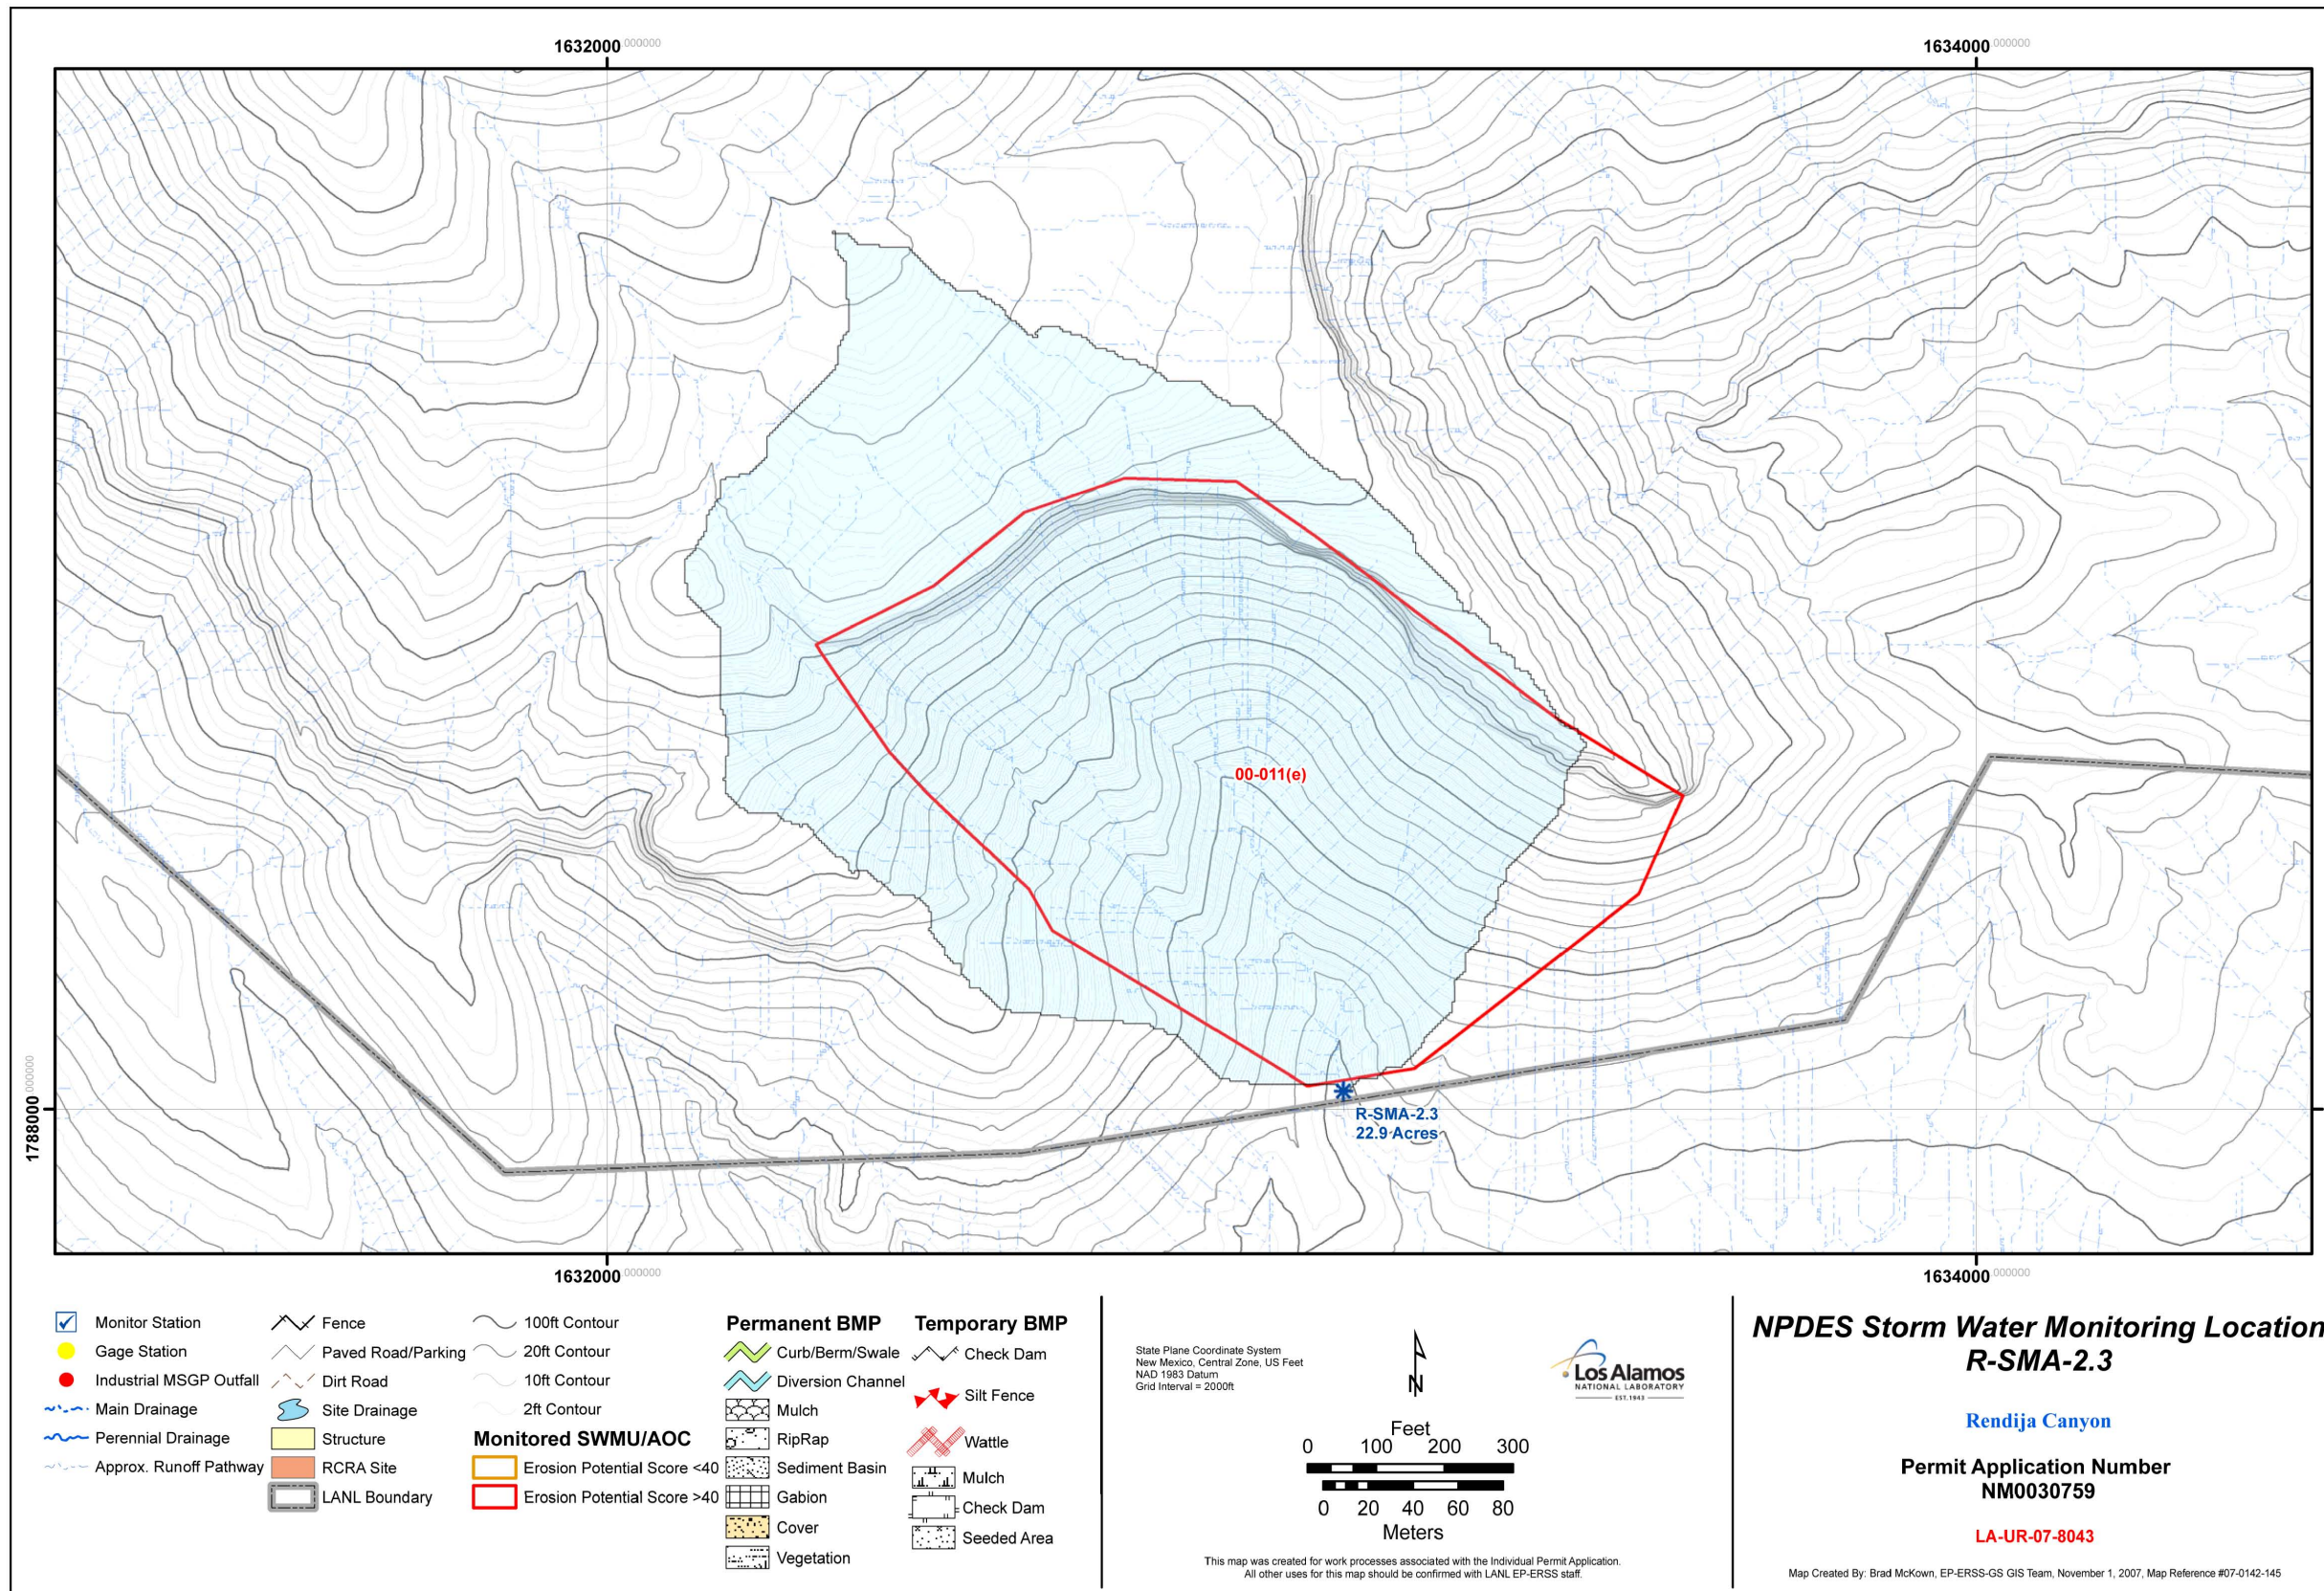 1632000.000000
1634000.000000
00-011(e)
1788000.000000
R-SMA-2.3
22.9 Acres
1632000.000000
1634000.000000
Monitor Station
Gage Station
Industrial MSGP Outfall
Main Drainage
Perennial Drainage
Approx. Runoff Pathway
Fence
Paved Road/Parking
Dirt Road
Site Drainage
Structure
RCRA Site
LANL Boundary
100ft Contour
20ft Contour
10ft Contour
2ft Contour
Monitored SWMU/AOC
Erosion Potential Score <40
Erosion Potential Score >40
Permanent BMP
Curb/Berm/Swale
Diversion Channel
Mulch
RipRap
Sediment Basin
Gabion
Cover
Vegetation
Temporary BMP
Check Dam
Silt Fence
Wattle
Mulch
Check Dam
Seeded Area
State Plane Coordinate System
New Mexico, Central Zone, US Feet
NAD 1983 Datum
Grid Interval = 2000ft
N
Los Alamos
NATIONAL LABORATORY
EST. 1943
Feet
0 100 200 300
0 20 40 60 80
Meters
This map was created for work processes associated with the Individual Permit Application.
All other uses for this map should be confirmed with LANL EP-ERSS staff.
NPDES Storm Water Monitoring Location
R-SMA-2.3
Rendija Canyon
Permit Application Number
NM0030759
LA-UR-07-8043
Map Created By: Brad McKown, EP-ERSS-GS GIS Team, November 1, 2007, Map Reference #07-0142-145